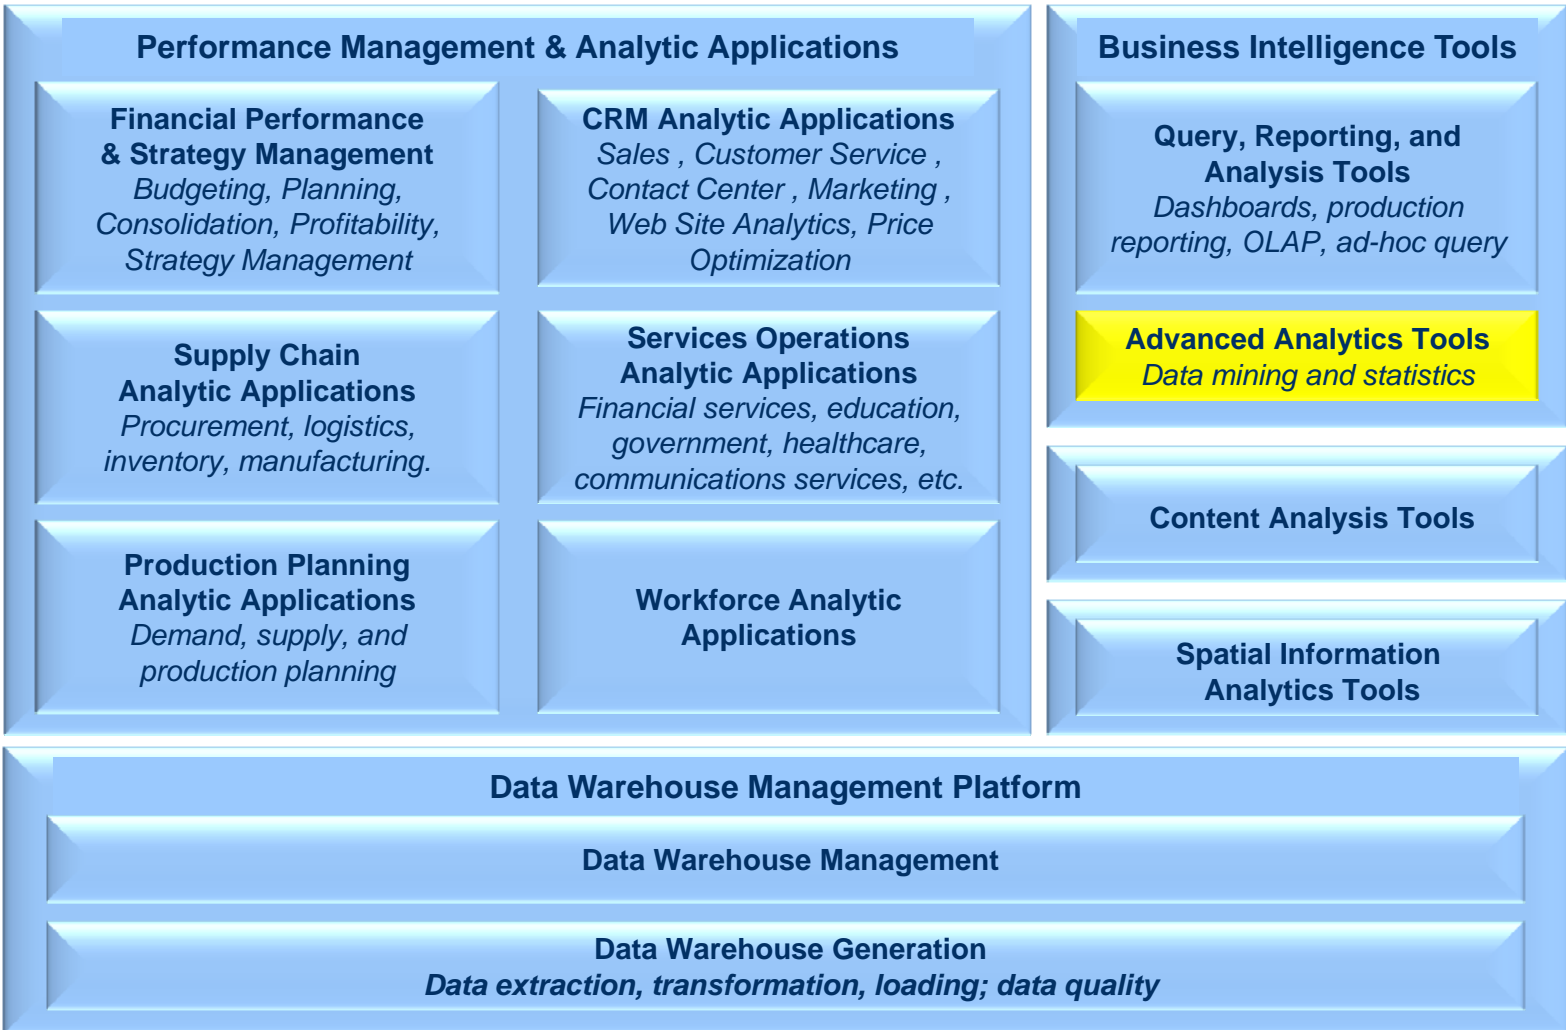 Performance Management & Analytic Applications
Financial Performance
& Strategy Management
Budgeting, Planning,
Consolidation, Profitability,
Strategy Management
CRM Analytic Applications
Sales , Customer Service ,
Contact Center , Marketing ,
Web Site Analytics, Price
Optimization
Supply Chain
Analytic Applications
Procurement, logistics,
inventory, manufacturing.
Services Operations
Analytic Applications
Financial services, education,
government, healthcare,
communications services, etc.
Production Planning
Analytic Applications
Demand, supply, and
production planning
Workforce Analytic
Applications
Business Intelligence Tools
Query, Reporting, and
Analysis Tools
Dashboards, production
reporting, OLAP, ad-hoc query
Advanced Analytics Tools
Data mining and statistics
Content Analysis Tools
Spatial Information
Analytics Tools
Data Warehouse Management Platform
Data Warehouse Management
Data Warehouse Generation
Data extraction, transformation, loading; data quality